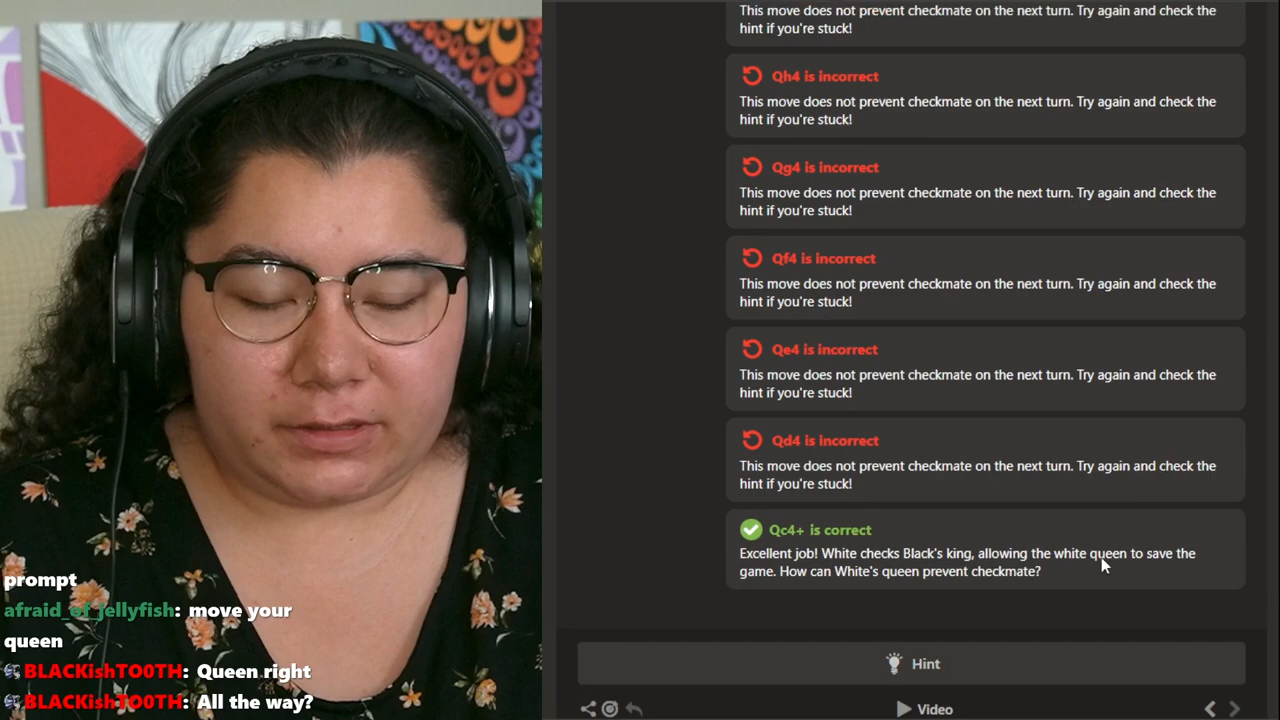 This move does not prevent checkmate on the next turn. Try again and check the
hint if you're stuck!
Qh4 is incorrect
This move does not prevent checkmate on the next turn. Try again and check the
hint if you're stuck!
Qg4 is incorrect
This move does not prevent checkmate on the next turn. Try again and check the
hint if you're stuck!
Qf4 is incorrect
This move does not prevent checkmate on the next turn. Try again and check the
hint if you're stuck!
Qe4 is incorrect
This move does not prevent checkmate on the next turn. Try again and check the
hint if you're stuck!
Qd4 is incorrect
This move does not prevent checkmate on the next turn. Try again and check the
hint if you're stuck!
Qc4+ is correct
Excellent job! White checks Black's king, allowing the white queen to save the
game. How can White's queen prevent checkmate?
Hint
Video
prompt
afraid_of_jellyfish: move your
queen
BLACKishTO0TH: Queen right
BLACKishTO0TH: All the way?